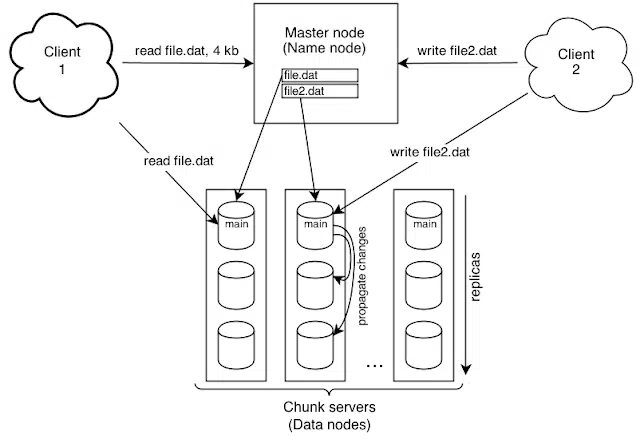 Client
1
read file.dat, 4 kb
Master node
(Name node)
file.dat
file2.dat
write file2.dat
Client
2
read file.dat
write file2.dat
main
main
main
propagate changes
replicas
...
Chunk servers
(Data nodes)